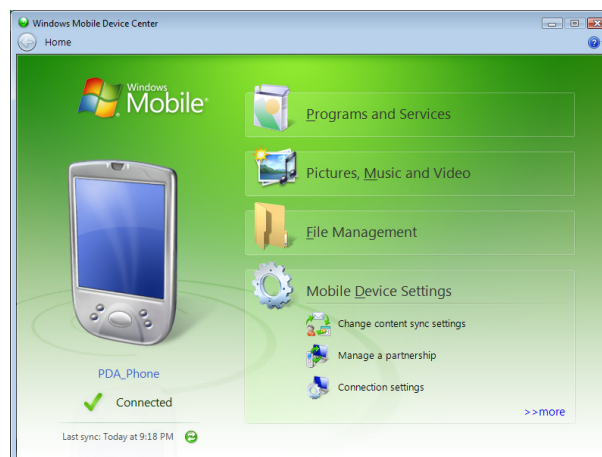 Windows Mobile Device Center
Home
Windows
Mobile
Programs and Services
Pictures, Music and Video
File Management
Mobile Device Settings
Change content sync settings
Manage a partnership
Connection settings
>>more
PDA_Phone
Connected
Last sync: Today at 9:18 PM